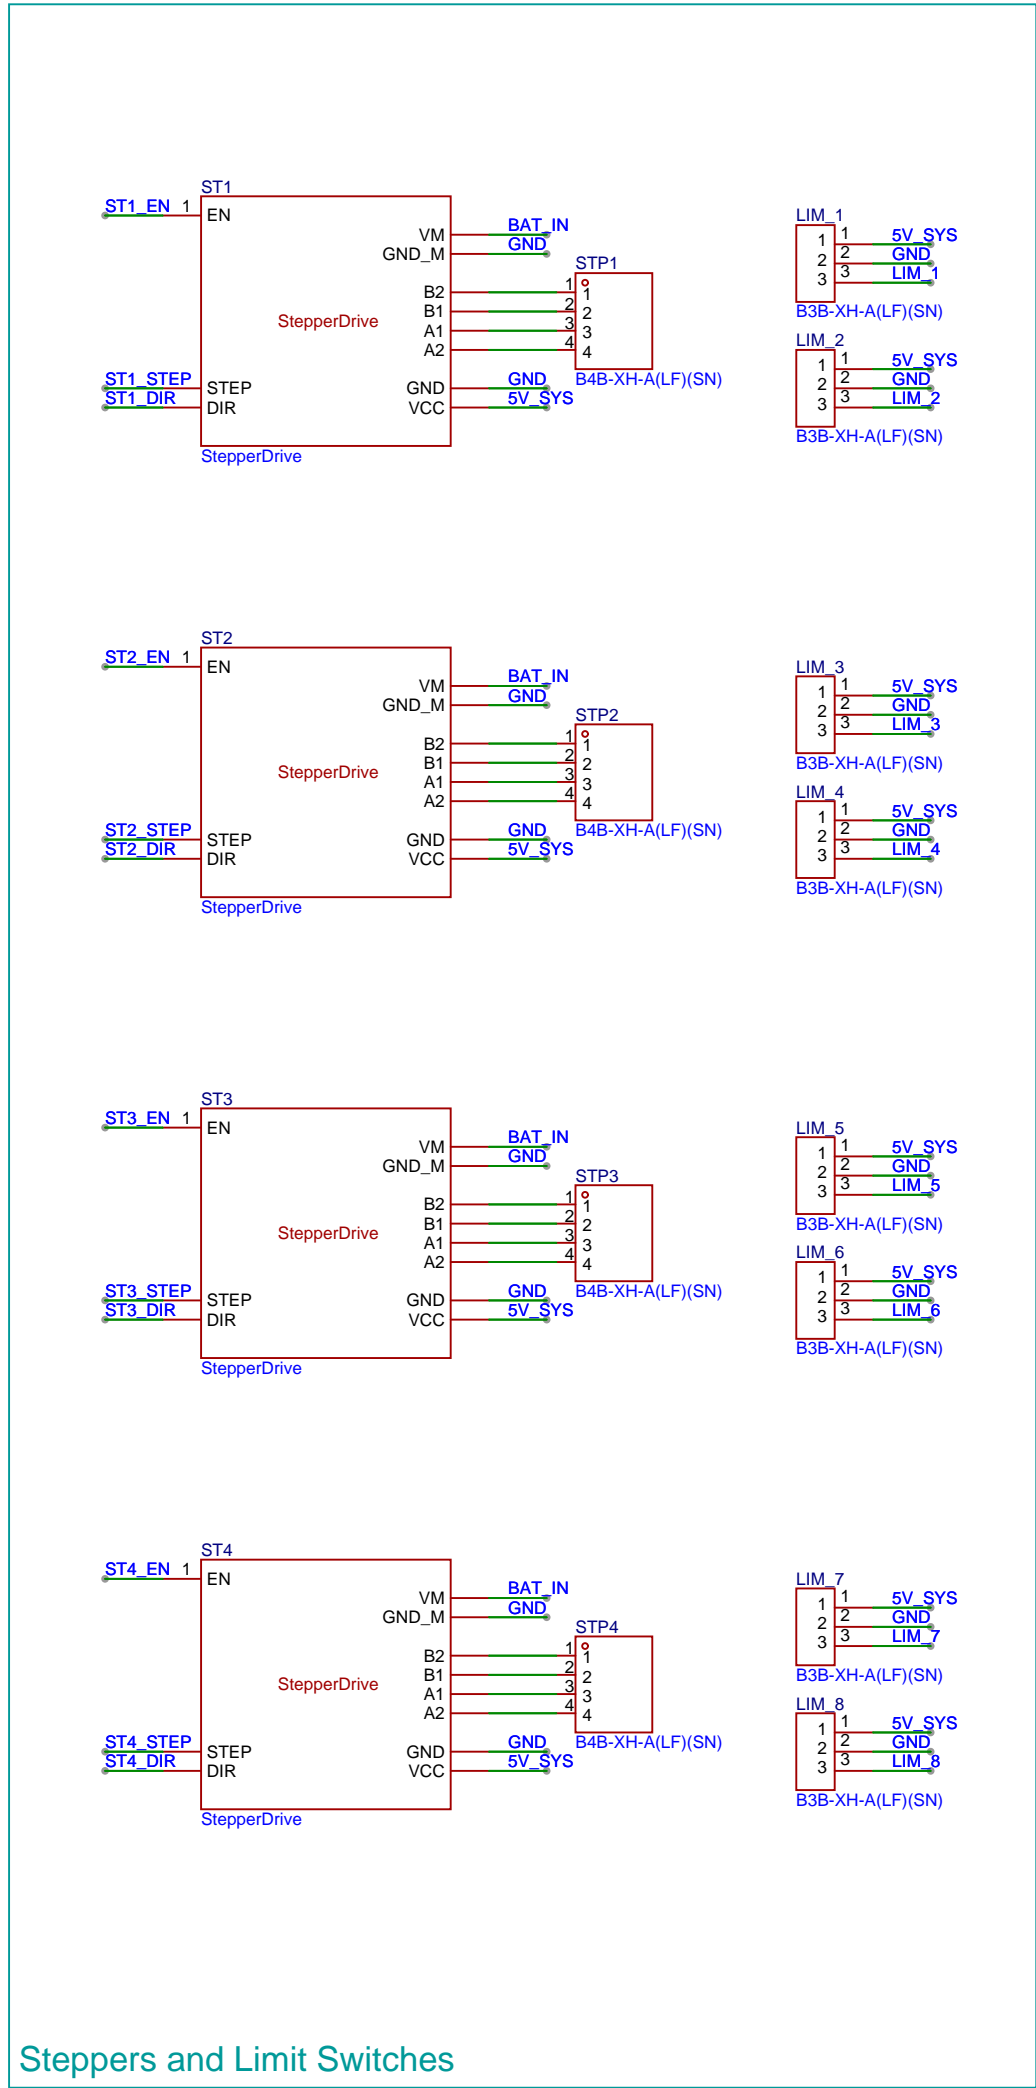 ST1
ST1_EN 1 EN
VM BAT_IN
GND_M GND
STP1
B2 1 1
B1 2 2
StepperDrive
A1 3 3
A2 4 4
B4B-XH-A(LF)(SN)
ST1_STEP STEP GND GND
ST1_DIR DIR VCC 5V_SYS
StepperDrive
LIM_1
1 1 5V_SYS
2 2 GND
3 3 LIM_1
B3B-XH-A(LF)(SN)
LIM_2
1 1 5V_SYS
2 2 GND
3 3 LIM_2
B3B-XH-A(LF)(SN)
ST2
ST2_EN 1 EN
VM BAT_IN
GND_M GND
STP2
B2 1 1
B1 2 2
StepperDrive
A1 3 3
A2 4 4
B4B-XH-A(LF)(SN)
ST2_STEP STEP GND GND
ST2_DIR DIR VCC 5V_SYS
StepperDrive
LIM_3
1 1 5V_SYS
2 2 GND
3 3 LIM_3
B3B-XH-A(LF)(SN)
LIM_4
1 1 5V_SYS
2 2 GND
3 3 LIM_4
B3B-XH-A(LF)(SN)
ST3
ST3_EN 1 EN
VM BAT_IN
GND_M GND
STP3
B2 1 1
B1 2 2
StepperDrive
A1 3 3
A2 4 4
B4B-XH-A(LF)(SN)
ST3_STEP STEP GND GND
ST3_DIR DIR VCC 5V_SYS
StepperDrive
LIM_5
1 1 5V_SYS
2 2 GND
3 3 LIM_5
B3B-XH-A(LF)(SN)
LIM_6
1 1 5V_SYS
2 2 GND
3 3 LIM_6
B3B-XH-A(LF)(SN)
ST4
ST4_EN 1 EN
VM BAT_IN
GND_M GND
STP4
B2 1 1
B1 2 2
StepperDrive
A1 3 3
A2 4 4
B4B-XH-A(LF)(SN)
ST4_STEP STEP GND GND
ST4_DIR DIR VCC 5V_SYS
StepperDrive
LIM_7
1 1 5V_SYS
2 2 GND
3 3 LIM_7
B3B-XH-A(LF)(SN)
LIM_8
1 1 5V_SYS
2 2 GND
3 3 LIM_8
B3B-XH-A(LF)(SN)
Steppers and Limit Switches